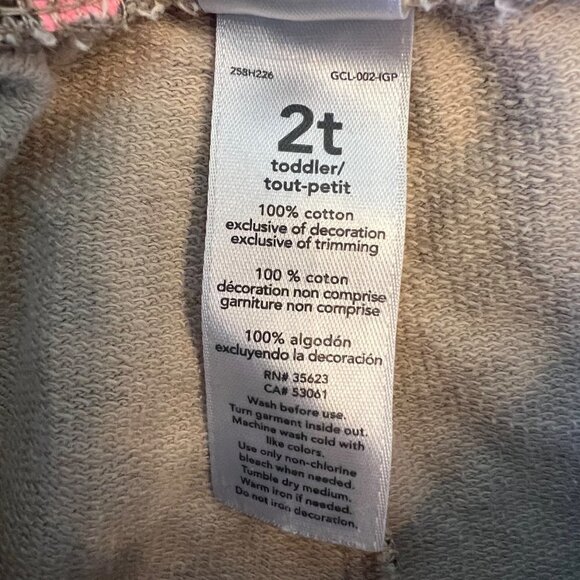 258H226 GCL-002-IGP
2t
toddler/
tout-petit
100% cotton
exclusive of decoration
exclusive of trimming
100 % coton
décoration non comprise
garniture non comprise
100% algodón
excluyendo la decoración
RN# 35623
CA# 53061
Wash before use.
Turn garment inside out.
Machine wash cold with
like colors.
Use only non-chlorine
bleach when needed.
Tumble dry medium.
Warm iron if needed.
Do not iron decoration.